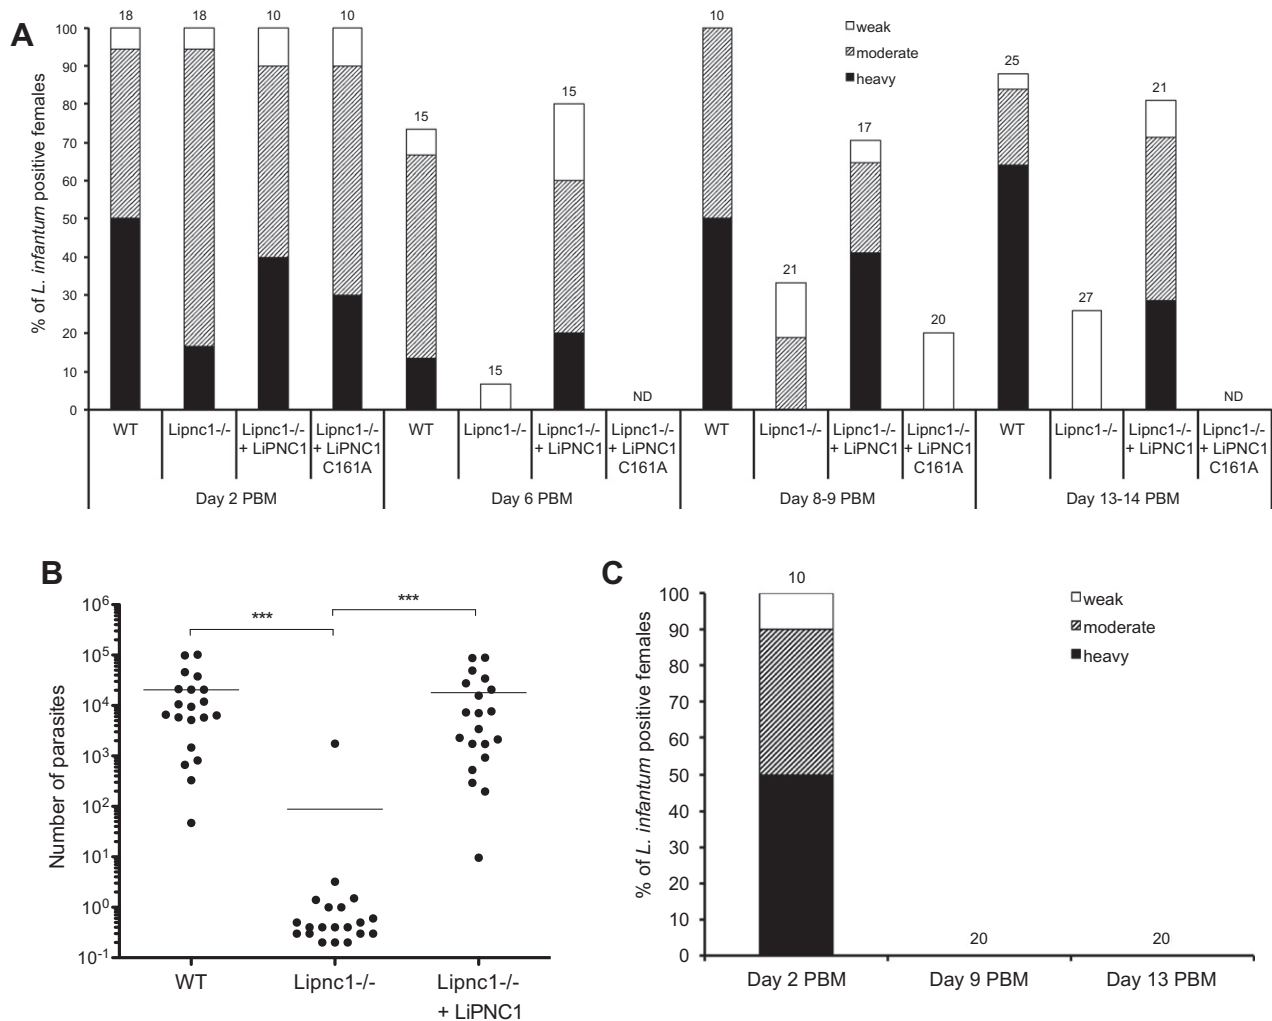 A
% of L. infantum positive females
100
90
80
70
60
50
40
30
20
10
0
18
18
10
10
15
15
15
ND
10
21
17
20
25
27
21
ND
weak
moderate
heavy
WT
Lipnc1-/-
Lipnc1-/-
+ LiPNC1
Lipnc1-/-
+ LiPNC1
C161A
WT
Lipnc1-/-
Lipnc1-/-
+ LiPNC1
Lipnc1-/-
+ LiPNC1
C161A
WT
Lipnc1-/-
Lipnc1-/-
+ LiPNC1
Lipnc1-/-
+ LiPNC1
C161A
WT
Lipnc1-/-
Lipnc1-/-
+ LiPNC1
Lipnc1-/-
+ LiPNC1
C161A
Day 2 PBM
Day 6 PBM
Day 8-9 PBM
Day 13-14 PBM
B
Number of parasites
10^6
10^5
10^4
10^3
10^2
10^1
10^0
10^-1
***
***
WT
Lipnc1-/-
Lipnc1-/-
+ LiPNC1
C
% of L. infantum positive females
100
90
80
70
60
50
40
30
20
10
0
10
20
20
weak
moderate
heavy
Day 2 PBM
Day 9 PBM
Day 13 PBM